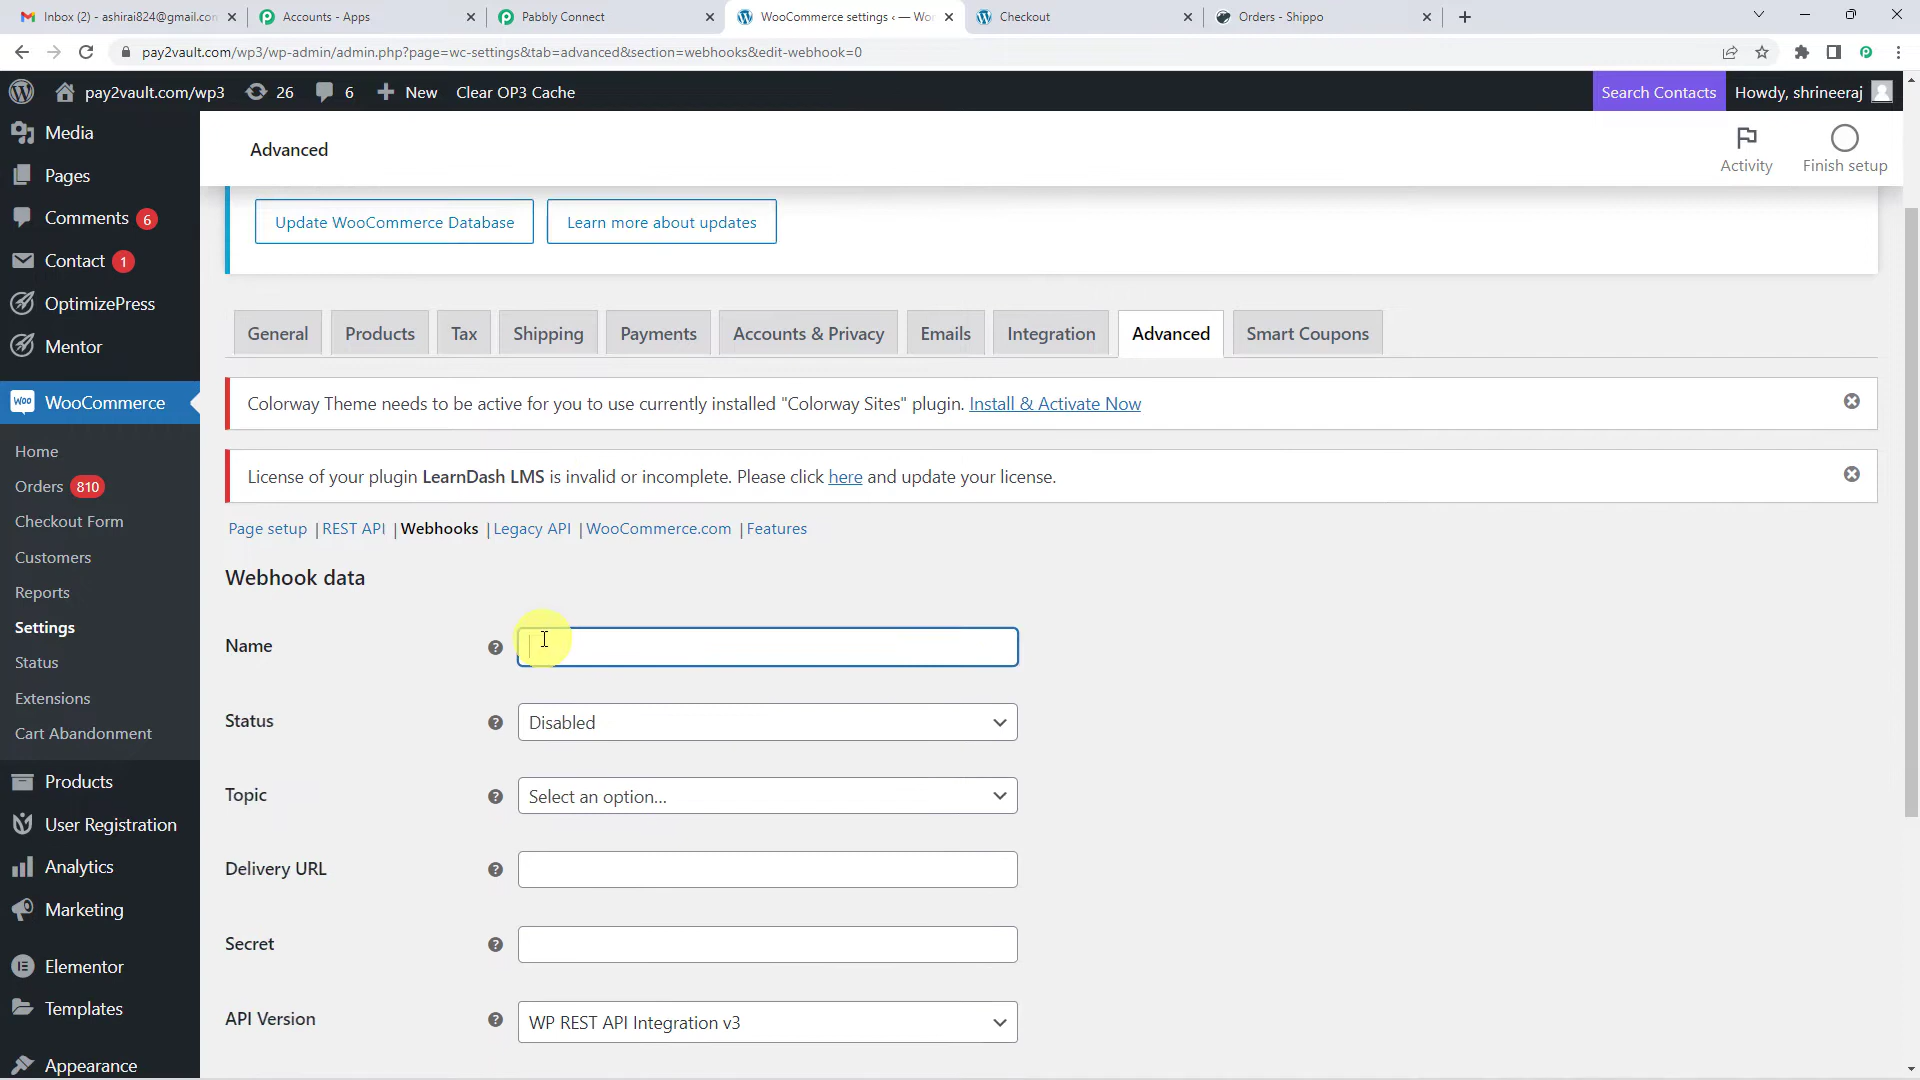 Inbox (2) - ashirai824@gmail.con
Accounts - Apps
Pabbly Connect
WooCommerce settings ‹ — Wo
Checkout
Orders - Shippo
pay2vault.com/wp3/wp-admin/admin.php?page=wc-settings&tab=advanced&section=webhooks&edit-webhook=0
pay2vault.com/wp3 26 6 New Clear OP3 Cache Search Contacts Howdy, shrineeraj
Media
Pages
Comments 6
Contact 1
OptimizePress
Mentor
Woo WooCommerce
Home
Orders 810
Checkout Form
Customers
Reports
Settings
Status
Extensions
Cart Abandonment
Products
User Registration
Analytics
Marketing
Elementor
Templates
Appearance
Advanced
Activity
Finish setup
Update WooCommerce Database Learn more about updates
General Products Tax Shipping Payments Accounts & Privacy Emails Integration Advanced Smart Coupons
Colorway Theme needs to be active for you to use currently installed "Colorway Sites" plugin. Install & Activate Now
License of your plugin LearnDash LMS is invalid or incomplete. Please click here and update your license.
Page setup | REST API | Webhooks | Legacy API | WooCommerce.com | Features
Webhook data
Name ?
Status ? Disabled
Topic ? Select an option…
Delivery URL ?
Secret ?
API Version ? WP REST API Integration v3